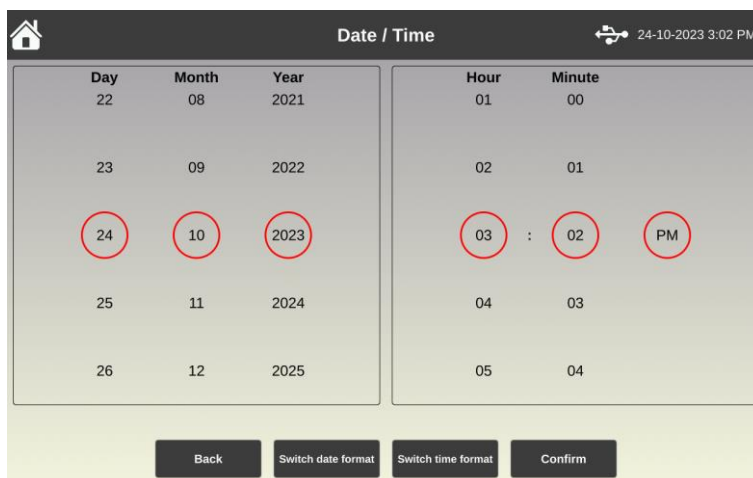 Date / Time
24-10-2023 3:02 PM
Day Month Year
22 08 2021
23 09 2022
24 10 2023
25 11 2024
26 12 2025
Hour Minute
01 00
02 01
03 : 02 PM
04 03
05 04
Back Switch date format Switch time format Confirm